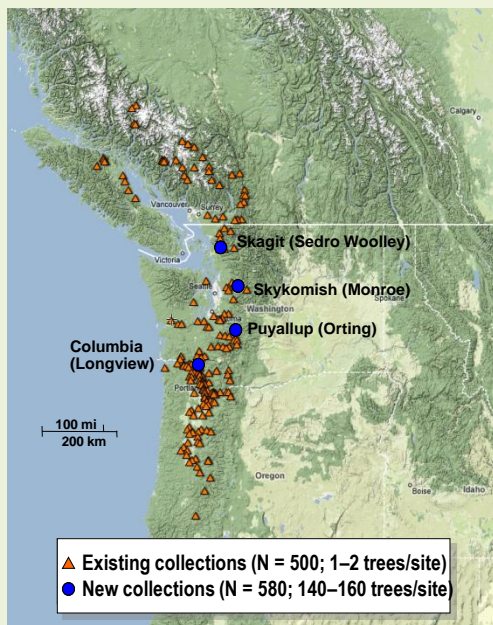 Calgary
Vancouver
Surrey
Skagit (Sedro Woolley)
Victoria
Skykomish (Monroe)
Seattle
Spokane
Washington
Puyallup (Orting)
Columbia
(Longview)
100 mi
200 km
Oregon
Boise
Idaho
Existing collections (N = 500; 1–2 trees/site)
New collections (N = 580; 140–160 trees/site)